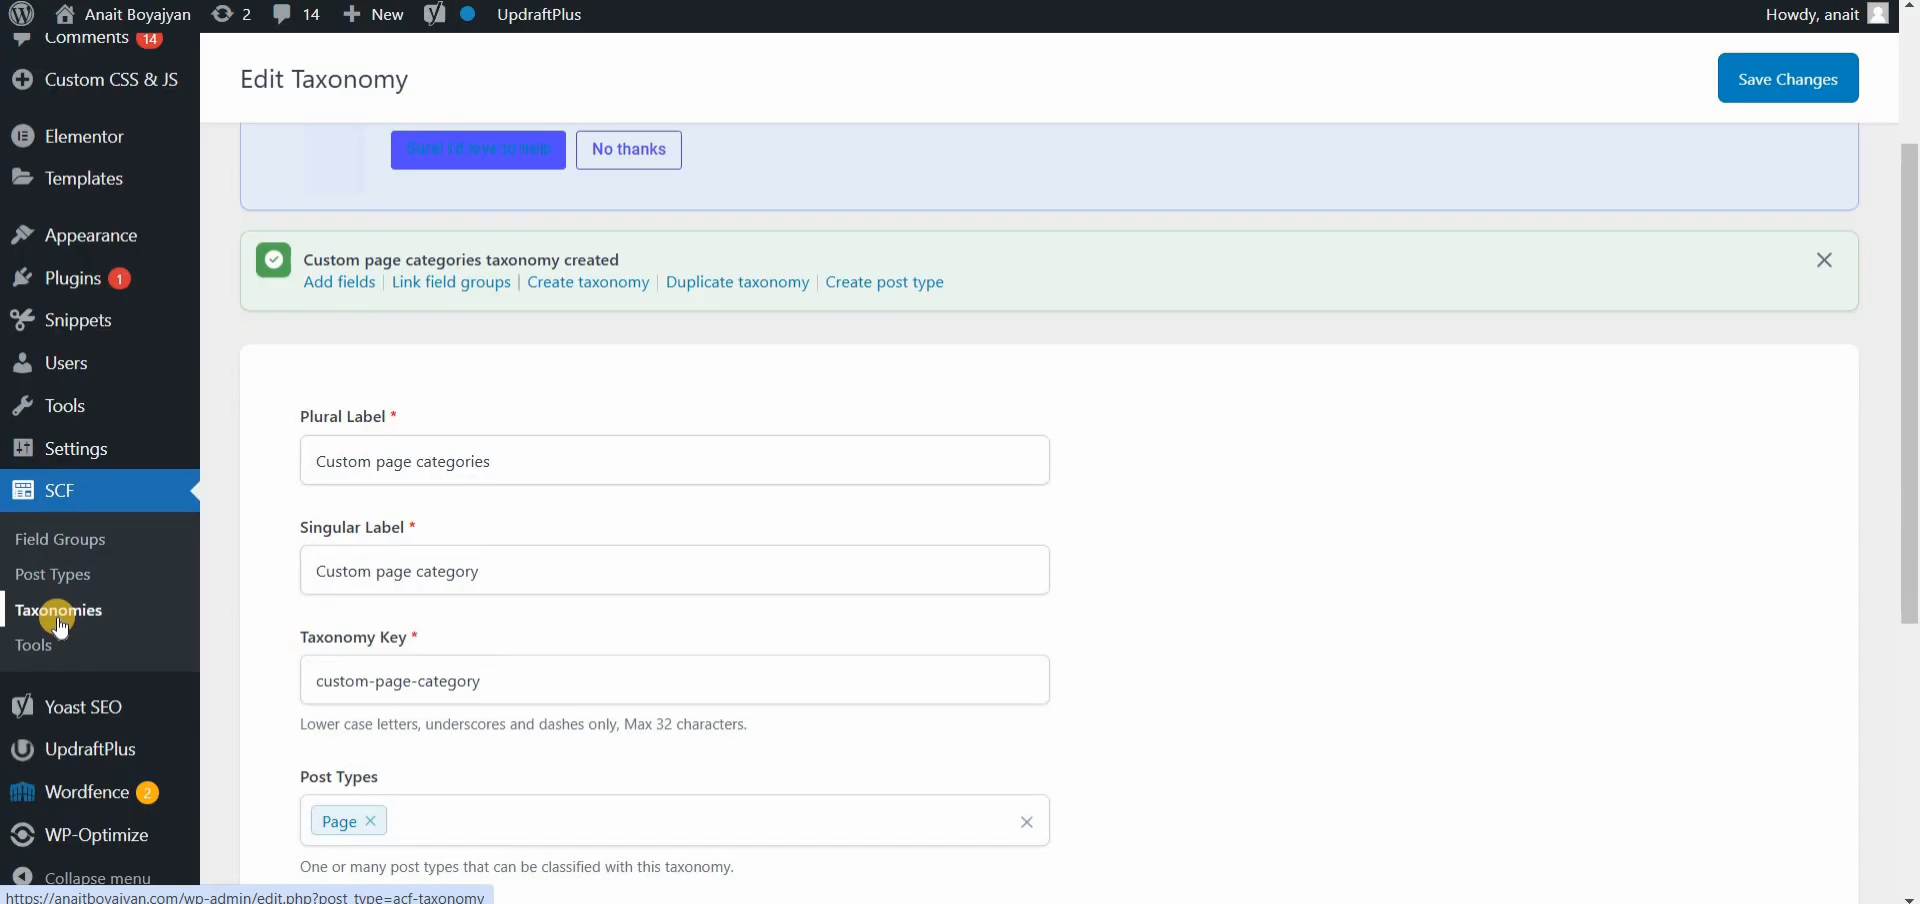 Anait Boyajyan 2 14 New UpdraftPlus Howdy, anait
Comments 14
Custom CSS & JS
Elementor
Templates
Appearance
Plugins 1
Snippets
Users
Tools
Settings
SCF
Field Groups
Post Types
Taxonomies
Tools
Yoast SEO
UpdraftPlus
Wordfence 2
WP-Optimize
Collapse menu
Edit Taxonomy
Save Changes
Sure! I'd love to help
No thanks
Custom page categories taxonomy created
Add fields | Link field groups | Create taxonomy | Duplicate taxonomy | Create post type
Plural Label *
Custom page categories
Singular Label *
Custom page category
Taxonomy Key *
custom-page-category
Lower case letters, underscores and dashes only, Max 32 characters.
Post Types
Page
One or many post types that can be classified with this taxonomy.
https://anaitboyajyan.com/wp-admin/edit.php?post_type=acf-taxonomy